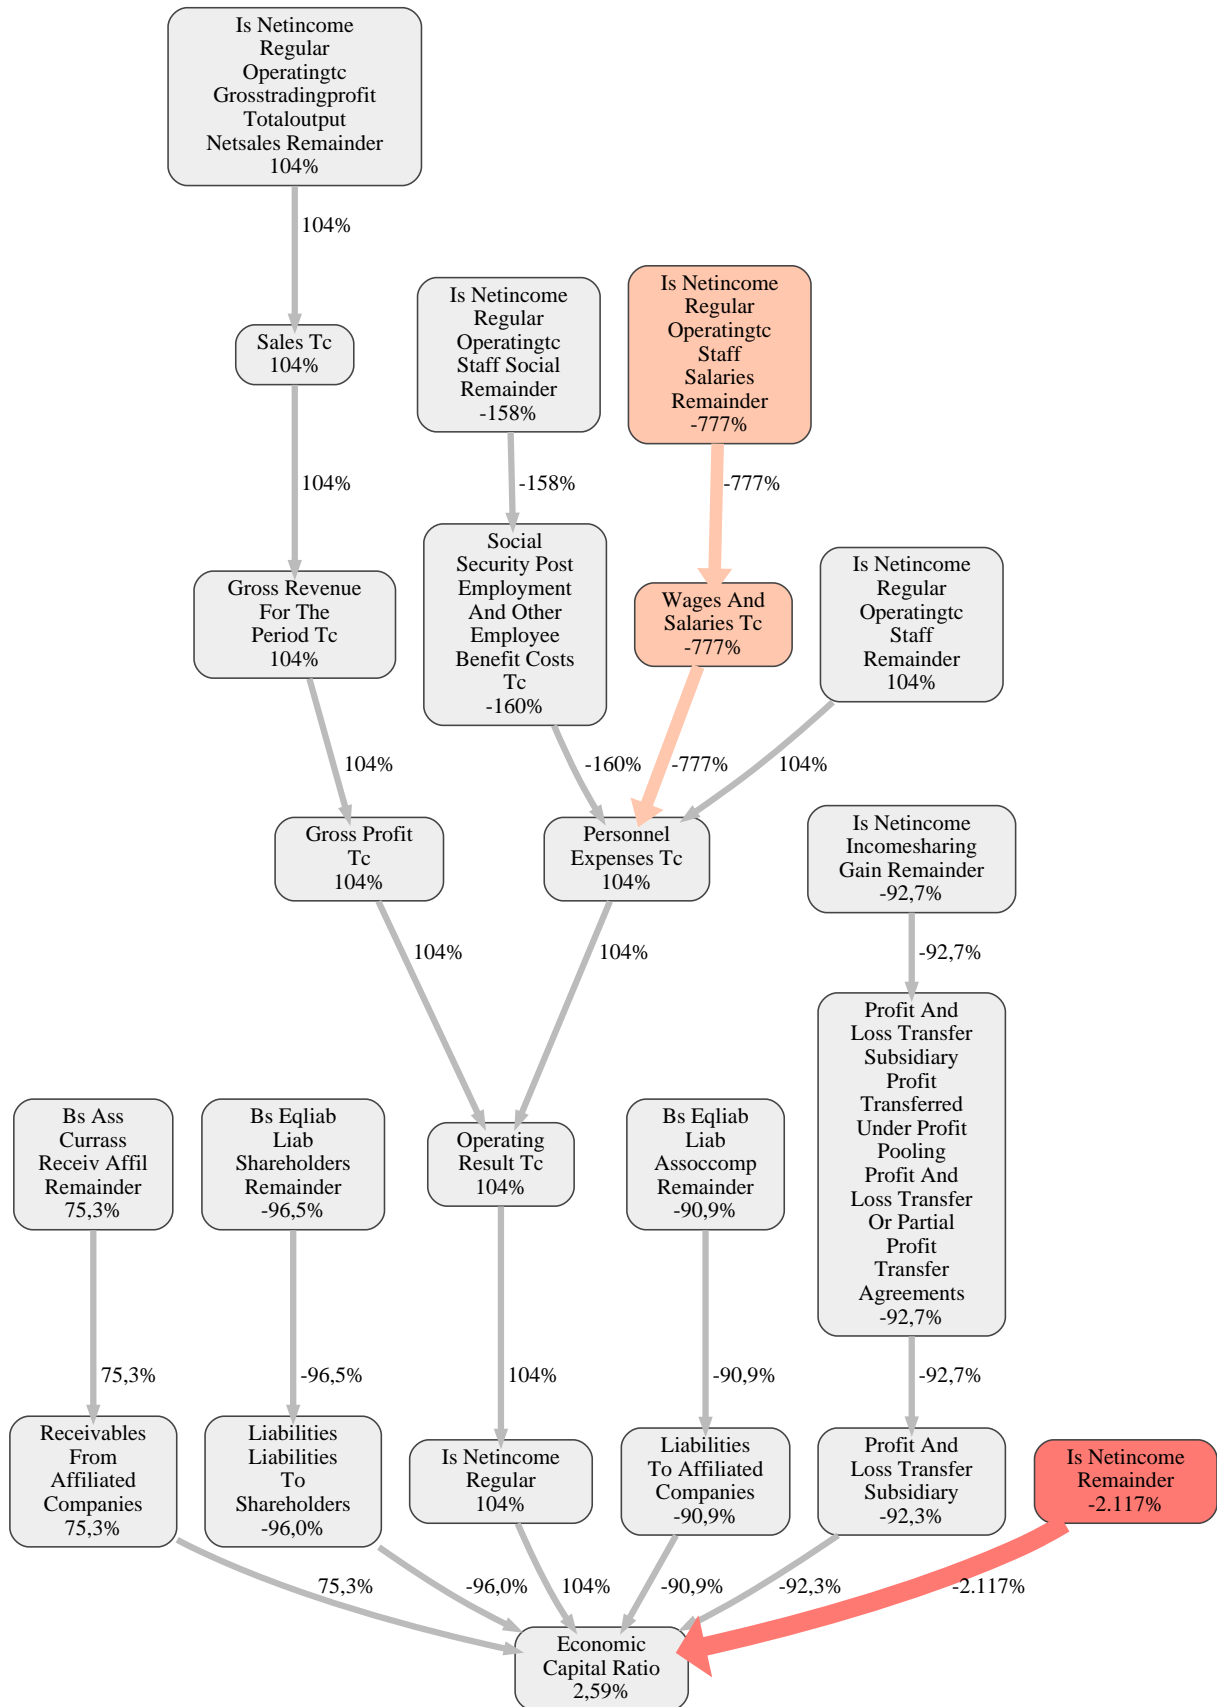 Is Netincome
Regular
Operatingtc
Grosstradingprofit
Totaloutput
Netsales Remainder
104%
104%
Is Netincome
Regular
Operatingtc
Staff Social
Remainder
-158%
Is Netincome
Regular
Operatingtc
Staff
Salaries
Remainder
-777%
Sales Tc
104%
104%
-158%
-777%
Social
Security Post
Employment
And Other
Employee
Benefit Costs
Tc
-160%
Is Netincome
Regular
Operatingtc
Staff
Remainder
104%
Gross Revenue
For The
Period Tc
104%
Wages And
Salaries Tc
-777%
104%
-160%
-777%
104%
Gross Profit
Tc
104%
Personnel
Expenses Tc
104%
Is Netincome
Incomesharing
Gain Remainder
-92,7%
104%
104%
-92,7%
Profit And
Loss Transfer
Subsidiary
Profit
Transferred
Under Profit
Pooling
Profit And
Loss Transfer
Or Partial
Profit
Transfer
Agreements
-92,7%
Bs Ass
Currass
Receiv Affil
Remainder
75,3%
Bs Eqliab
Liab
Shareholders
Remainder
-96,5%
Operating
Result Tc
104%
Bs Eqliab
Liab
Assoccomp
Remainder
-90,9%
75,3%
-96,5%
104%
-90,9%
-92,7%
Receivables
From
Affiliated
Companies
75,3%
Liabilities
Liabilities
To
Shareholders
-96,0%
Is Netincome
Regular
104%
Liabilities
To Affiliated
Companies
-90,9%
Profit And
Loss Transfer
Subsidiary
-92,3%
Is Netincome
Remainder
-2.117%
75,3%
-96,0%
104%
-90,9%
-92,3%
-2.117%
Economic
Capital Ratio
2,59%